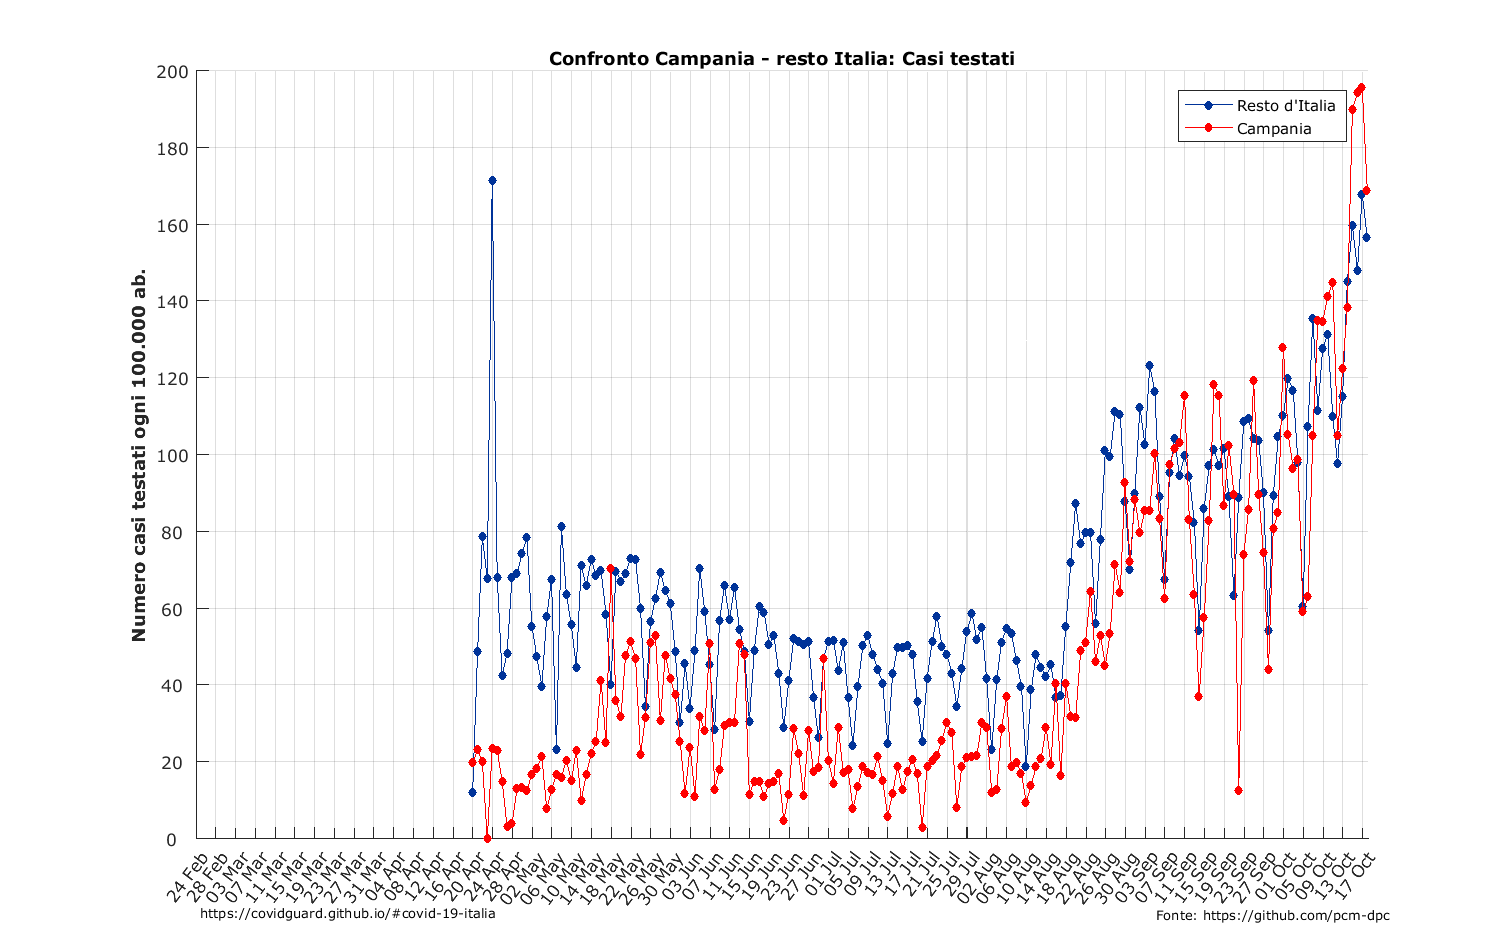 Confronto Campania - resto Italia: Casi testati
Numero casi testati ogni 100.000 ab.
200
180
160
140
120
100
80
60
40
20
0
Resto d'Italia
Campania
24 Feb
28 Feb
03 Mar
07 Mar
11 Mar
15 Mar
19 Mar
23 Mar
27 Mar
31 Mar
04 Apr
08 Apr
12 Apr
16 Apr
20 Apr
24 Apr
28 Apr
02 May
06 May
10 May
14 May
18 May
22 May
26 May
30 May
03 Jun
07 Jun
11 Jun
15 Jun
19 Jun
23 Jun
27 Jun
01 Jul
05 Jul
09 Jul
13 Jul
17 Jul
21 Jul
25 Jul
29 Jul
02 Aug
06 Aug
10 Aug
14 Aug
18 Aug
22 Aug
26 Aug
30 Aug
03 Sep
07 Sep
11 Sep
15 Sep
19 Sep
23 Sep
27 Sep
01 Oct
05 Oct
09 Oct
13 Oct
17 Oct
https://covidguard.github.io/#covid-19-italia
Fonte: https://github.com/pcm-dpc